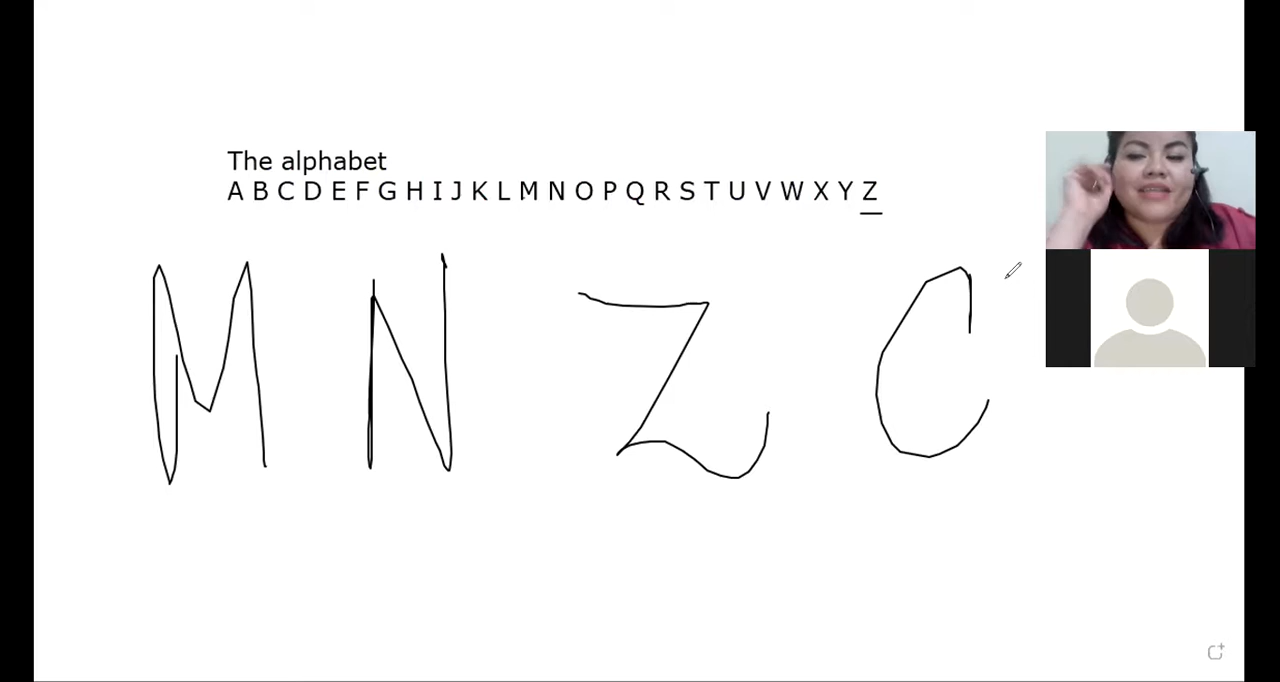 The alphabet
A B C D E F G H I J K L M N O P Q R S T U V W X Y Z
M N Z C